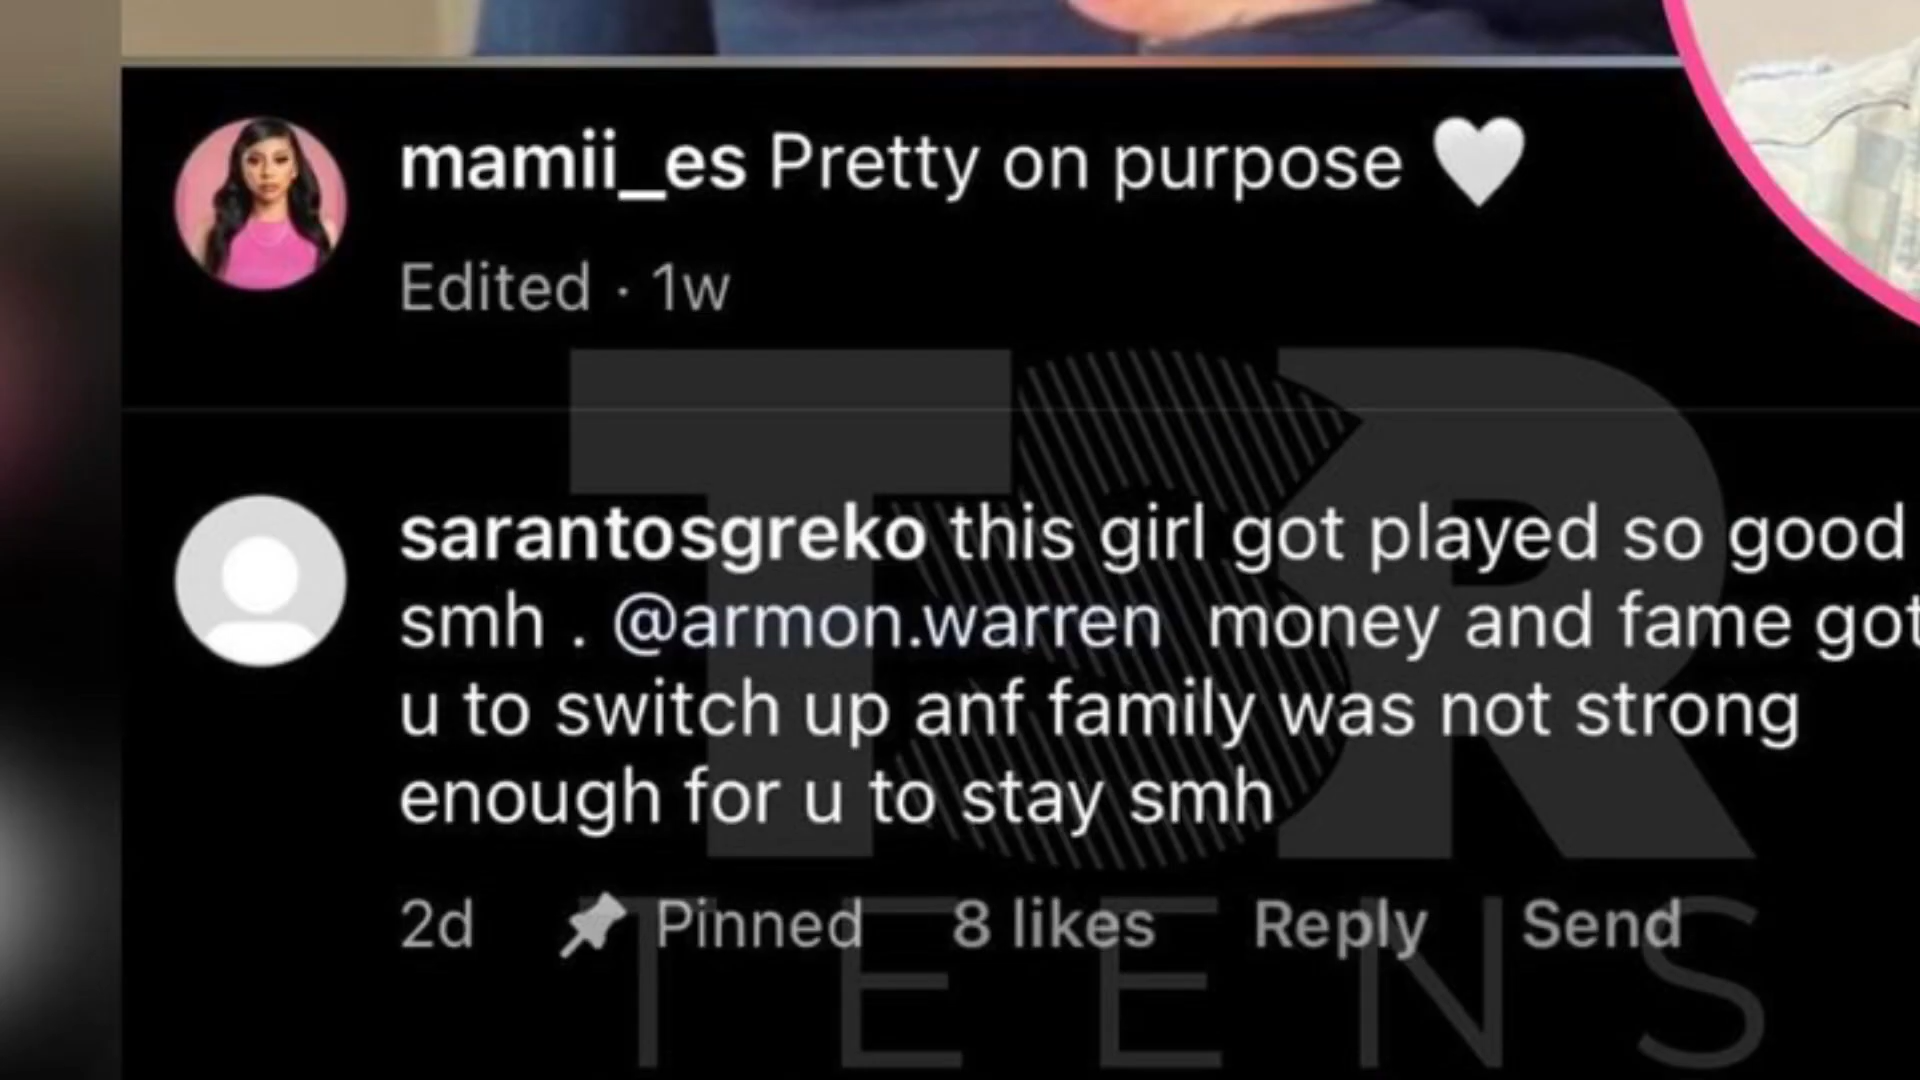 mamii_es Pretty on purpose 🤍
Edited · 1w
sarantosgreko this girl got played so good
smh . @armon.warren money and fame got
u to switch up anf family was not strong
enough for u to stay smh
2d Pinned 8 likes Reply Send
TSR
TEENS